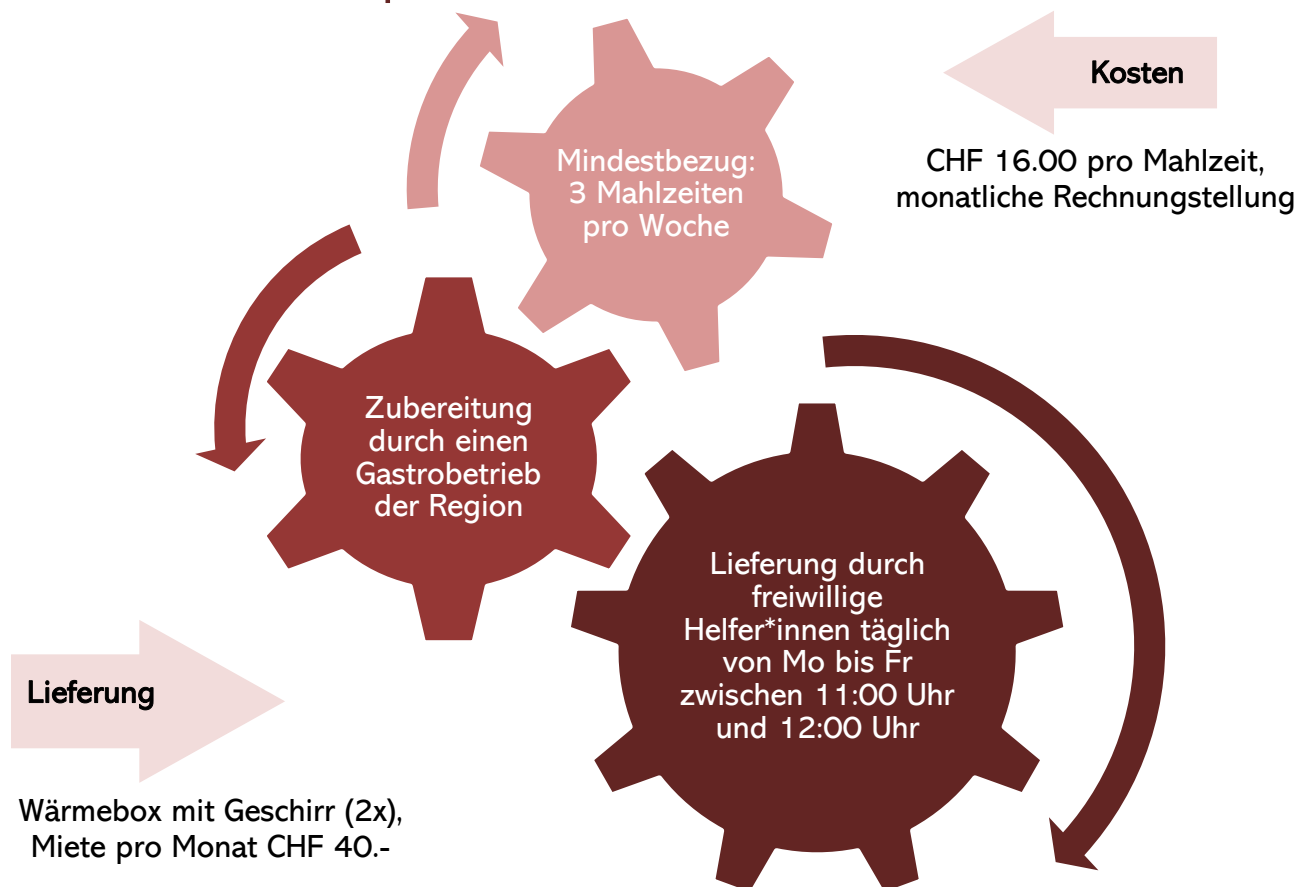 Kosten
CHF 16.00 pro Mahlzeit,
monatliche Rechnungstellung
Mindestbezug:
3 Mahlzeiten
pro Woche
Zubereitung
durch einen
Gastrobetrieb
der Region
Lieferung durch
freiwillige
Helfer*innen täglich
von Mo bis Fr
zwischen 11:00 Uhr
und 12:00 Uhr
Lieferung
Wärmebox mit Geschirr (2x),
Miete pro Monat CHF 40.-